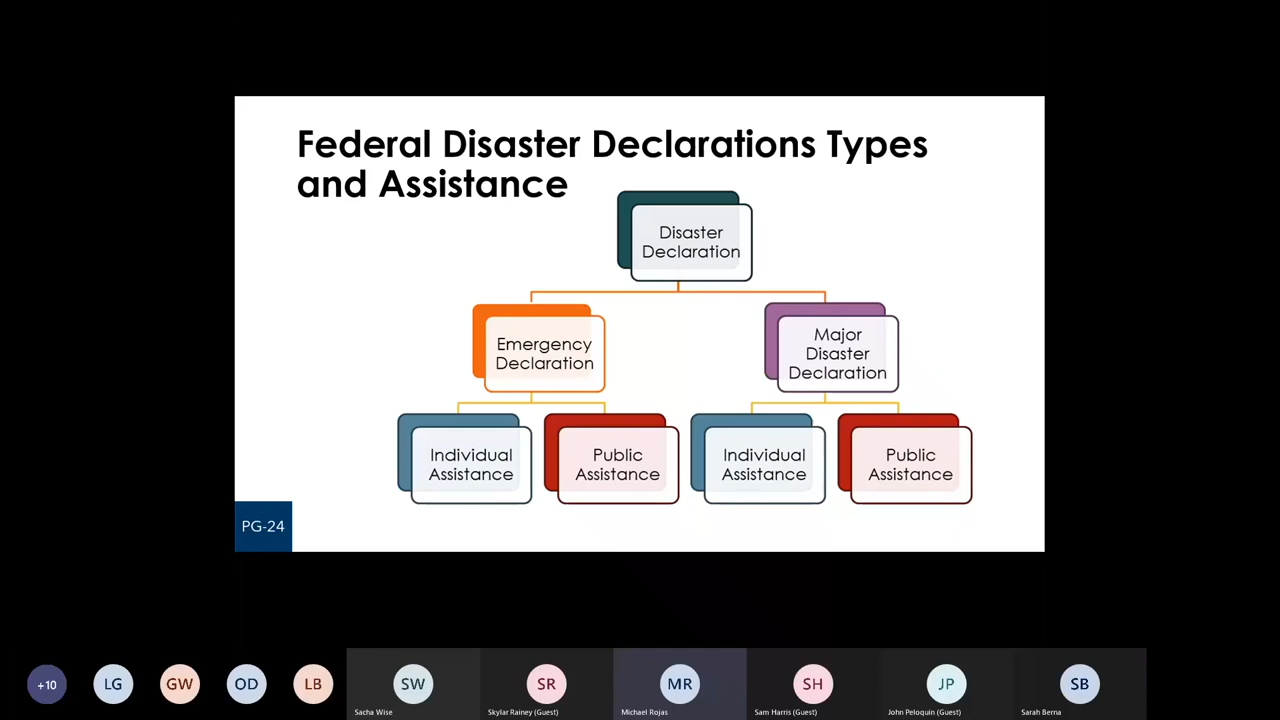 Federal Disaster Declarations Types
and Assistance
Disaster
Declaration
Emergency
Declaration
Major
Disaster
Declaration
Individual
Assistance
Public
Assistance
Individual
Assistance
Public
Assistance
PG-24
+10
LG
GW
OD
LB
SW
SR
MR
SH
JP
SB
Sacha Wise
Skylar Rainey (Guest)
Michael Rojas
Sam Harris (Guest)
John Peloquin (Guest)
Sarah Berna